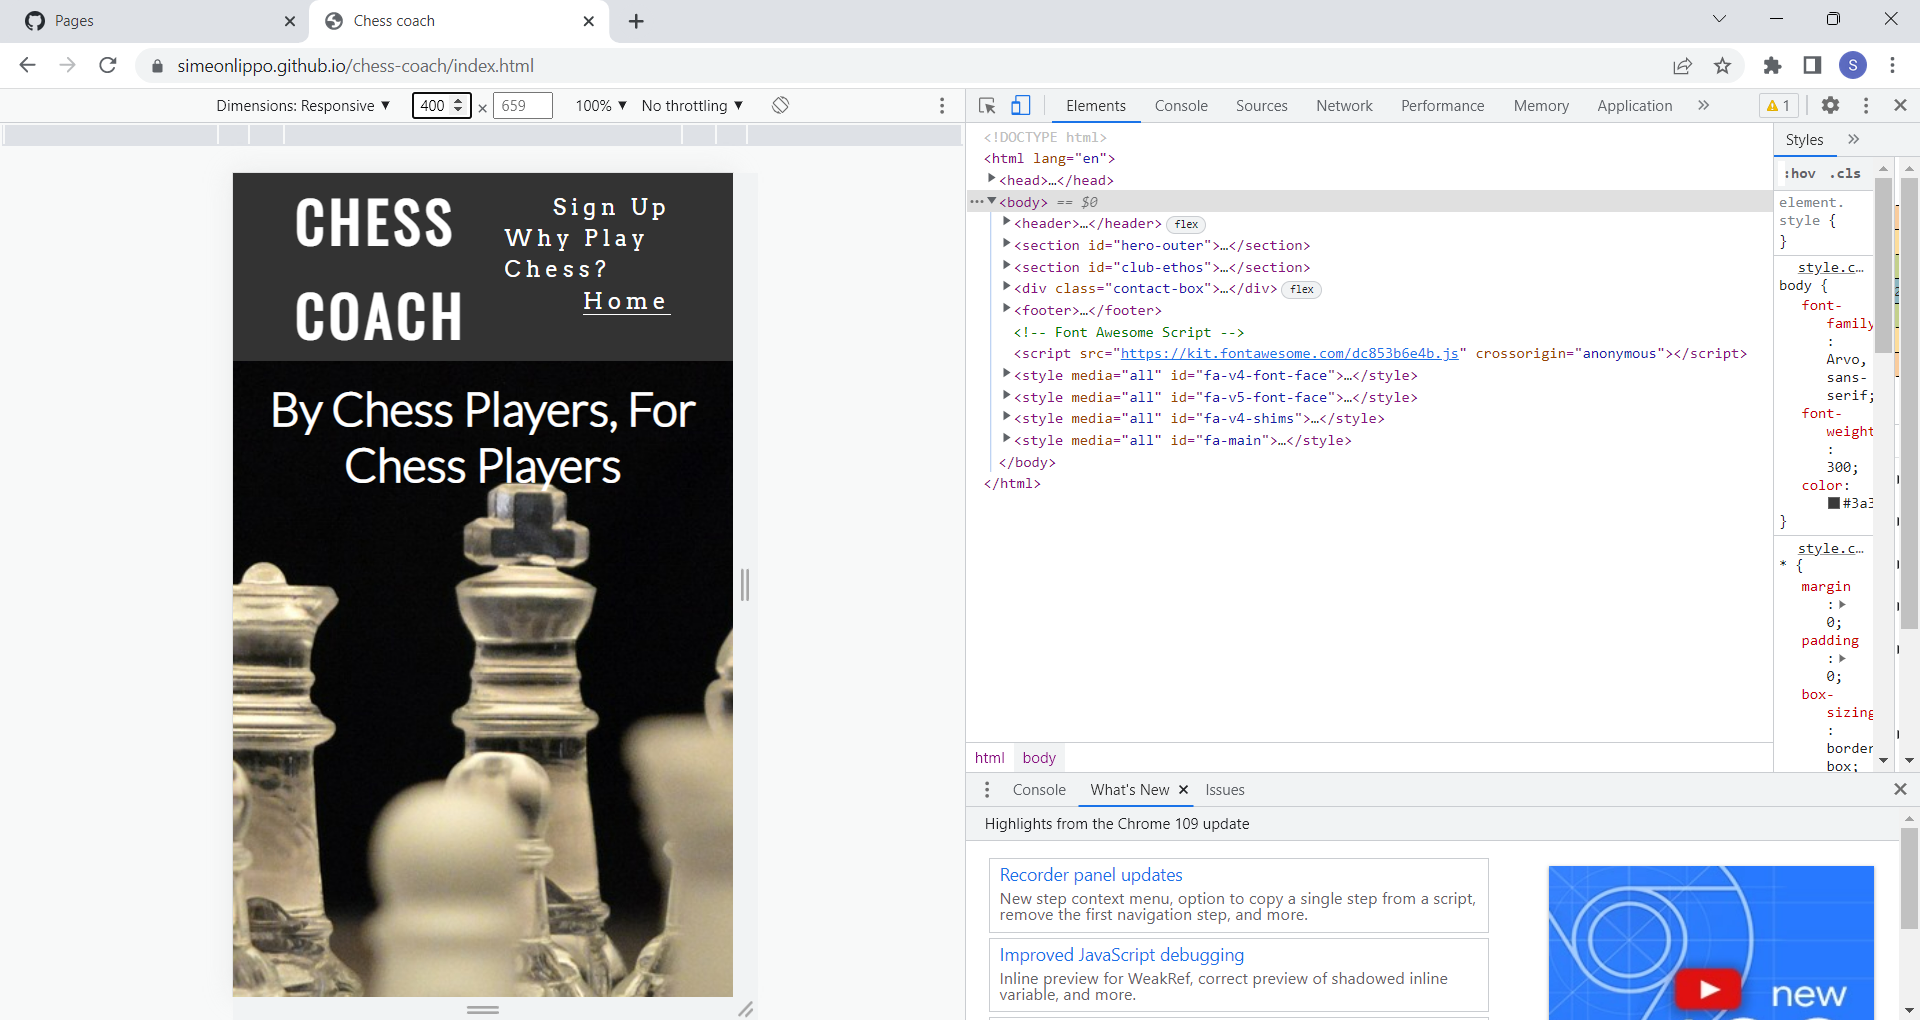 Pages
Chess coach
simeonlippo.github.io/chess-coach/index.html
S
Dimensions: Responsive ▼ 400 × 659 100% ▼ No throttling ▼
Elements Console Sources Network Performance Memory Application » 1
CHESS
COACH
Sign Up
Why Play
Chess?
Home
By Chess Players, For
Chess Players
<!DOCTYPE html>
<html lang="en">
<head>…</head>
<body> == $0
<header>…</header> flex
<section id="hero-outer">…</section>
<section id="club-ethos">…</section>
<div class="contact-box">…</div> flex
<footer>…</footer>
<!-- Font Awesome Script -->
<script src="https://kit.fontawesome.com/dc853b6e4b.js" crossorigin="anonymous"></script>
<style media="all" id="fa-v4-font-face">…</style>
<style media="all" id="fa-v5-font-face">…</style>
<style media="all" id="fa-v4-shims">…</style>
<style media="all" id="fa-main">…</style>
</body>
</html>
html body
Styles »
:hov .cls
element.
style {
}
style.c…
body {
font-
family
:
Arvo,
sans-
serif;
font-
weight
:
300;
color:
#3a3
}
style.c…
* {
margin
:
0;
padding
:
0;
box-
sizing
:
border
box;
Console What's New Issues
Highlights from the Chrome 109 update
Recorder panel updates
New step context menu, option to copy a single step from a script,
remove the first navigation step, and more.
Improved JavaScript debugging
Inline preview for WeakRef, correct preview of shadowed inline
variable, and more.
new